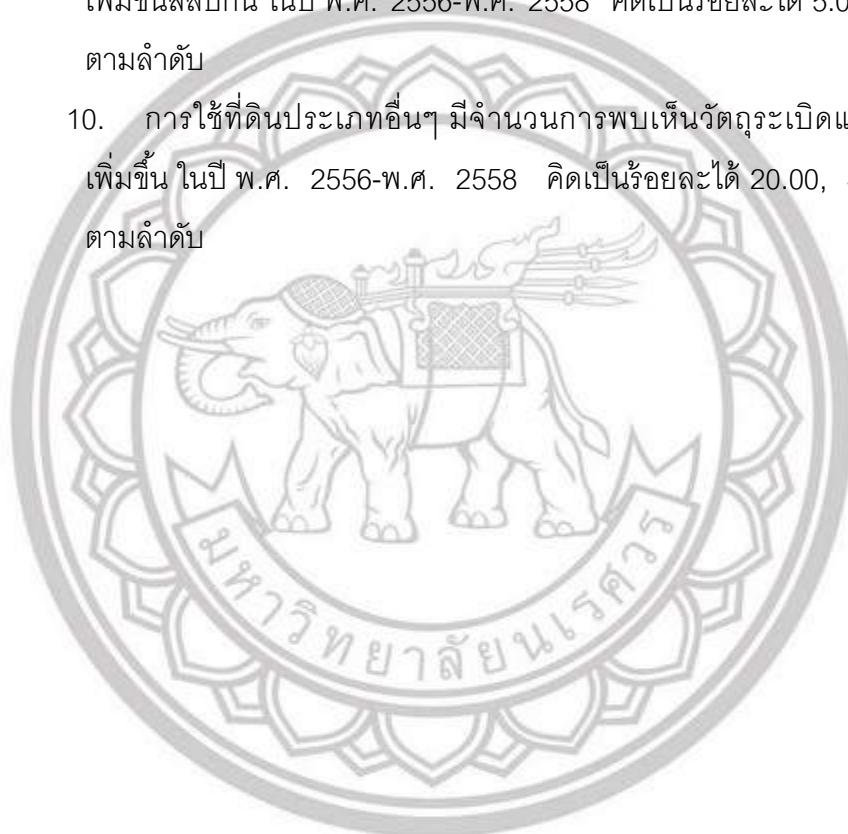 เพิ่มขึ้นสลับกัน ในปี พ.ศ. 2556-พ.ศ. 2558 คิดเป็นร้อยละได้ 5.0
ตามลำดับ
10. การใช้ที่ดินประเภทอื่นๆ มีจำนวนการพบเห็นวัตถุระเบิดแ
เพิ่มขึ้น ในปี พ.ศ. 2556-พ.ศ. 2558 คิดเป็นร้อยละได้ 20.00,
ตามลำดับ
มหาวิทยาลัยนเรศวร